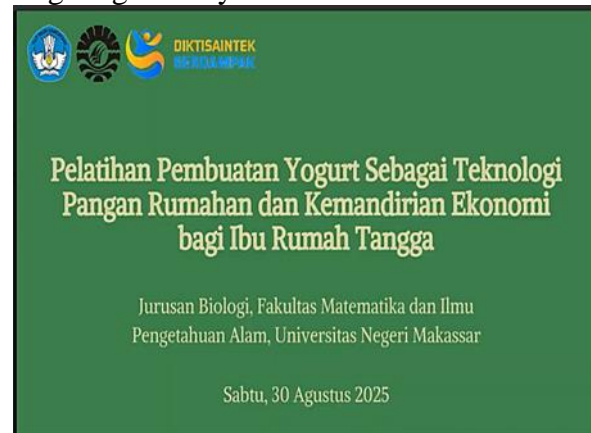 DIKTISAINTEK
BERDAMPAK
Pelatihan Pembuatan Yogurt Sebagai Teknologi
Pangan Rumahan dan Kemandirian Ekonomi
bagi Ibu Rumah Tangga
Jurusan Biologi, Fakultas Matematika dan Ilmu
Pengetahuan Alam, Universitas Negeri Makassar
Sabtu, 30 Agustus 2025